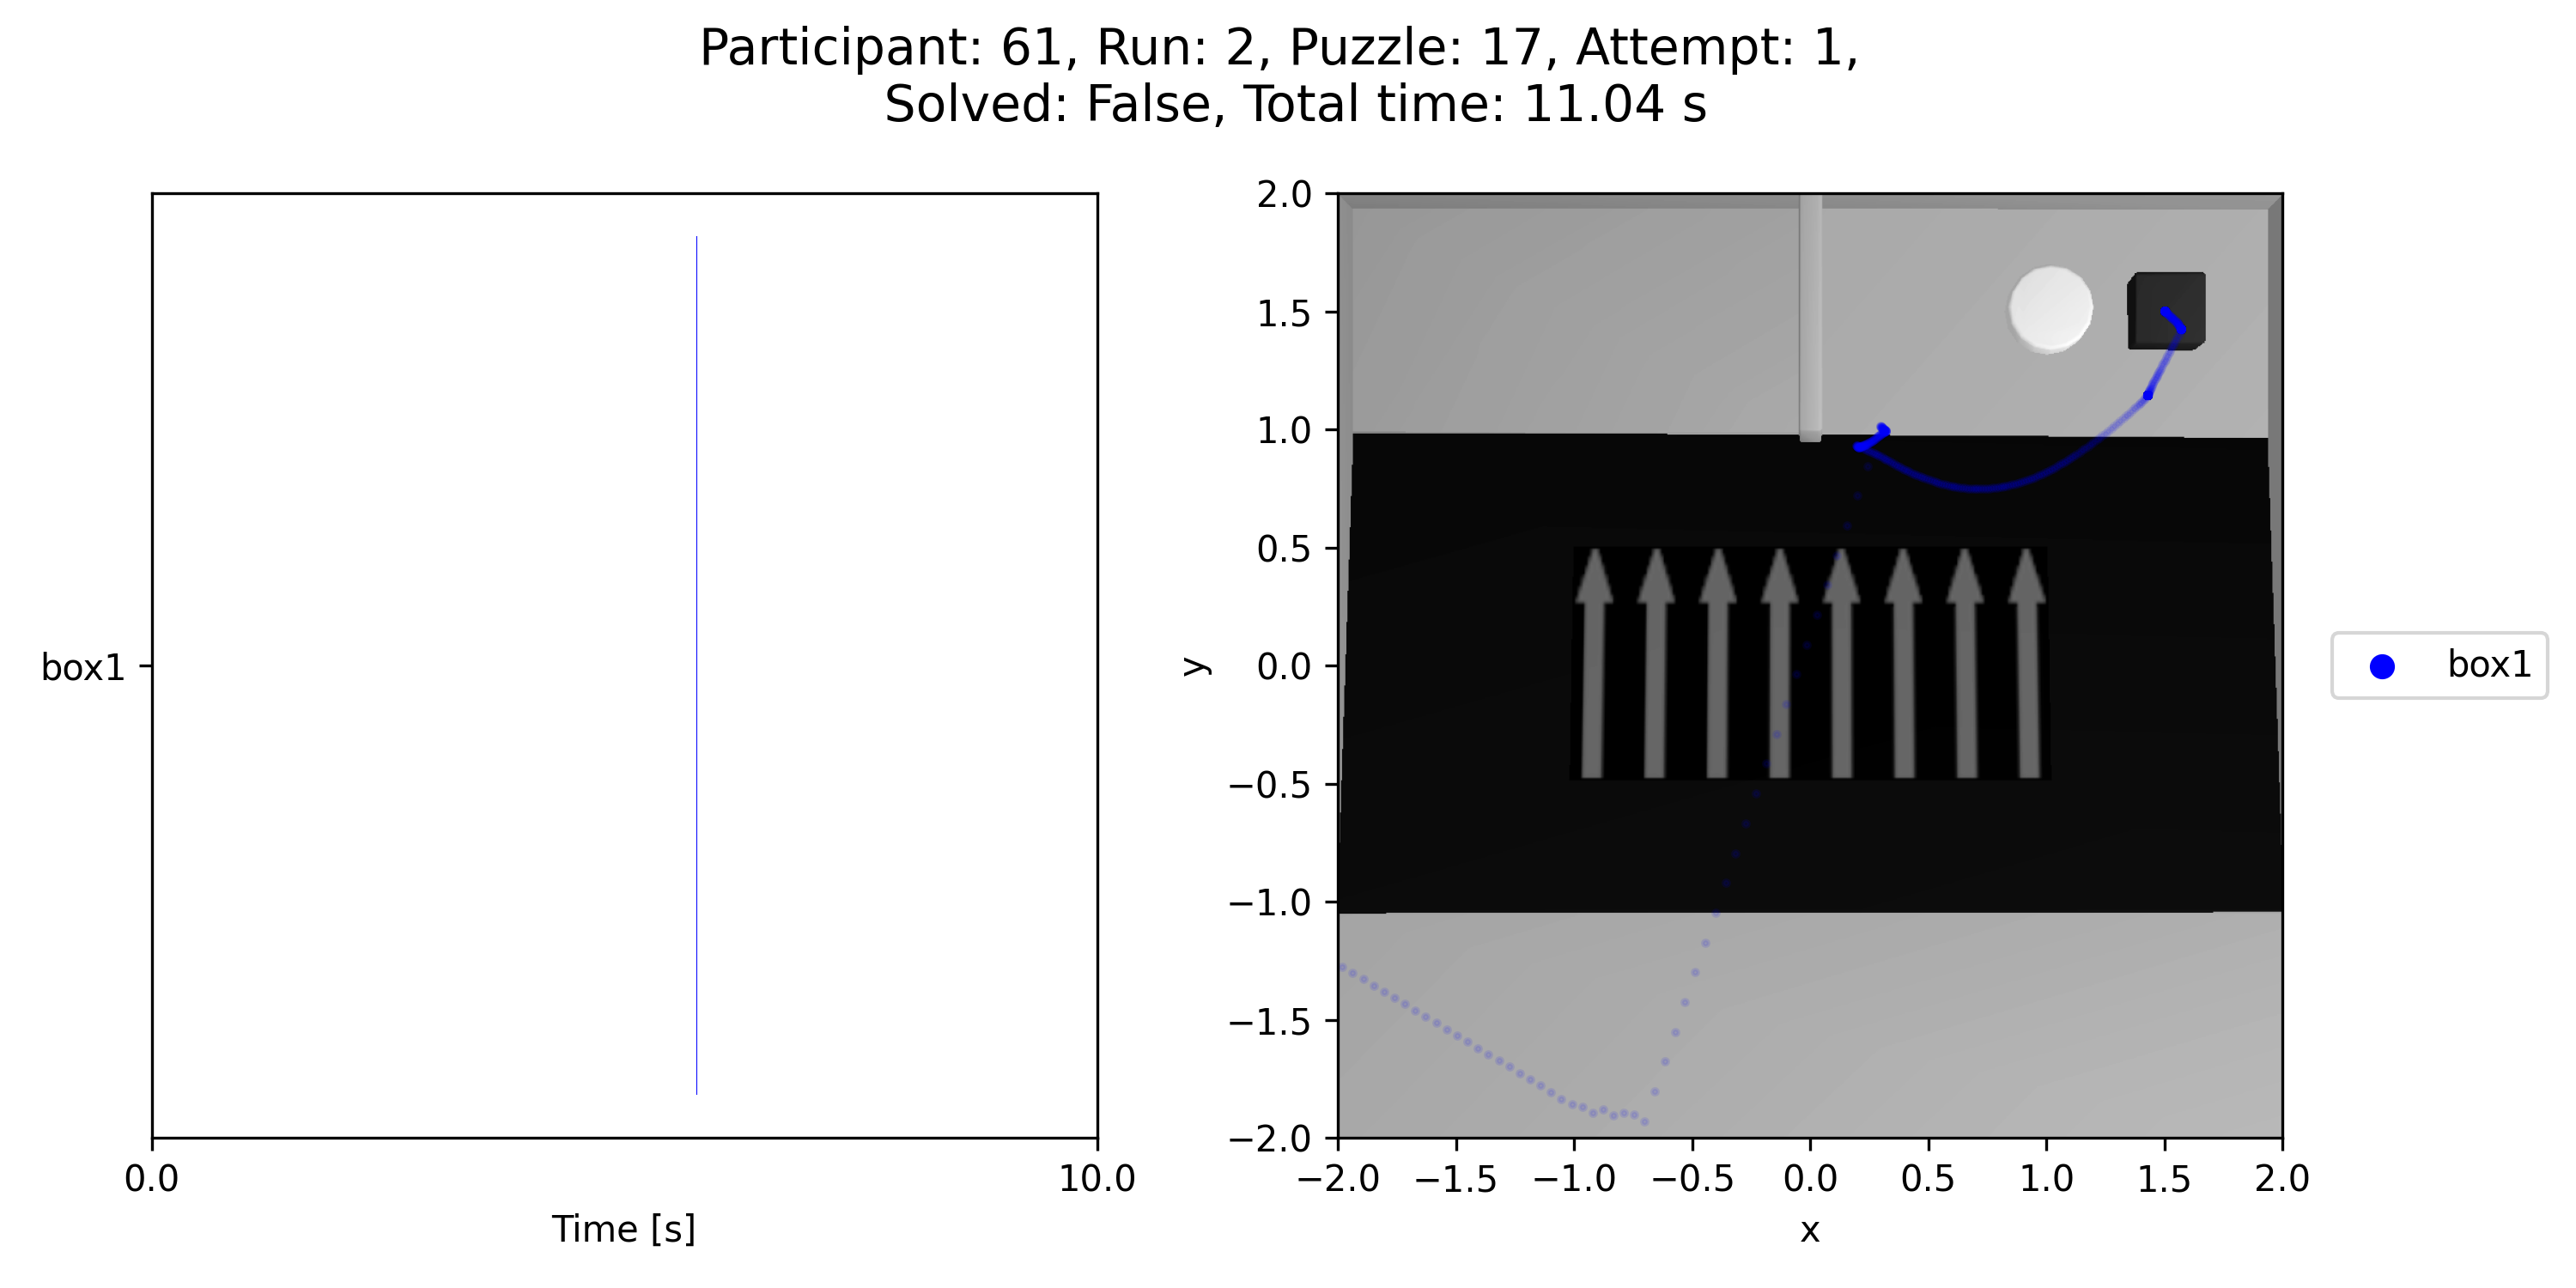 Participant: 61, Run: 2, Puzzle: 17, Attempt: 1,
Solved: False, Total time: 11.04 s
box1
0.0
10.0
Time [s]
2.0
1.5
1.0
0.5
0.0
−0.5
−1.0
−1.5
−2.0
y
−2.0
−1.5
−1.0
−0.5
0.0
0.5
1.0
1.5
2.0
x
box1